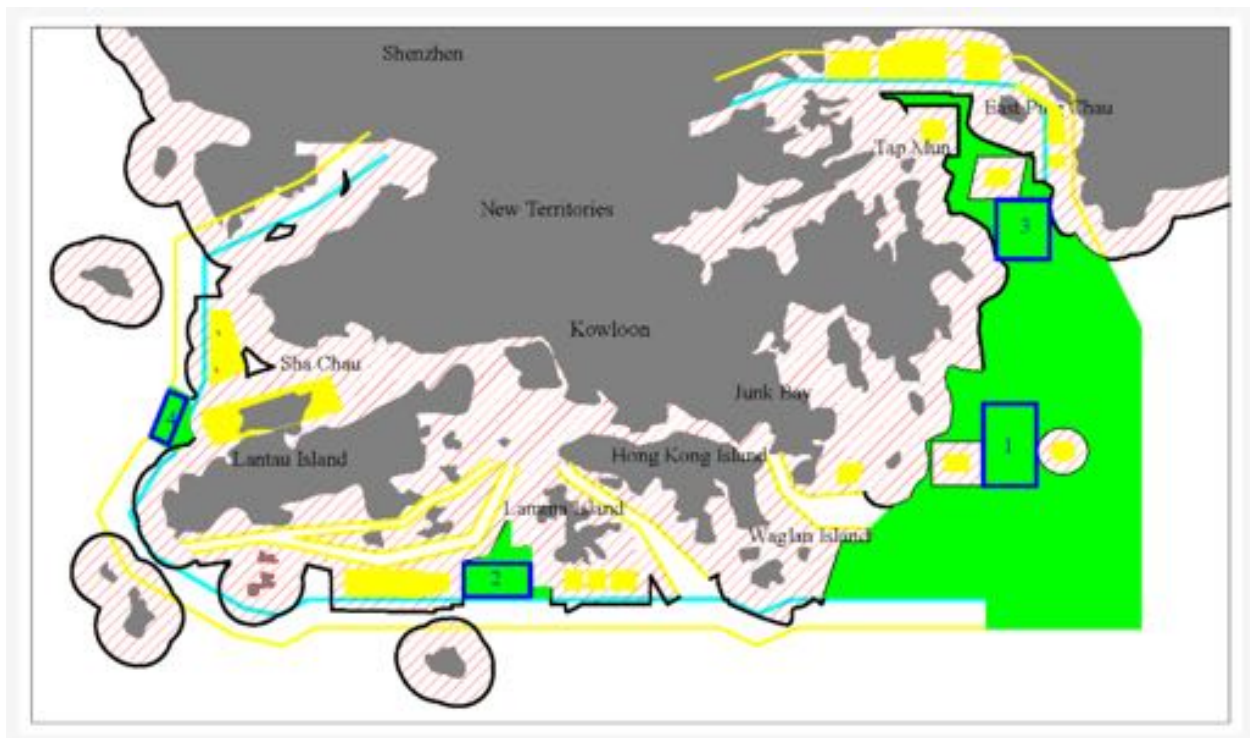 Shenzhen
East Ping Chau
Tap Mun
New Territories
3
Kowloon
Sha Chau
Junk Bay
1
Lantau Island
Hong Kong Island
Lamma Island
Waglan Island
2